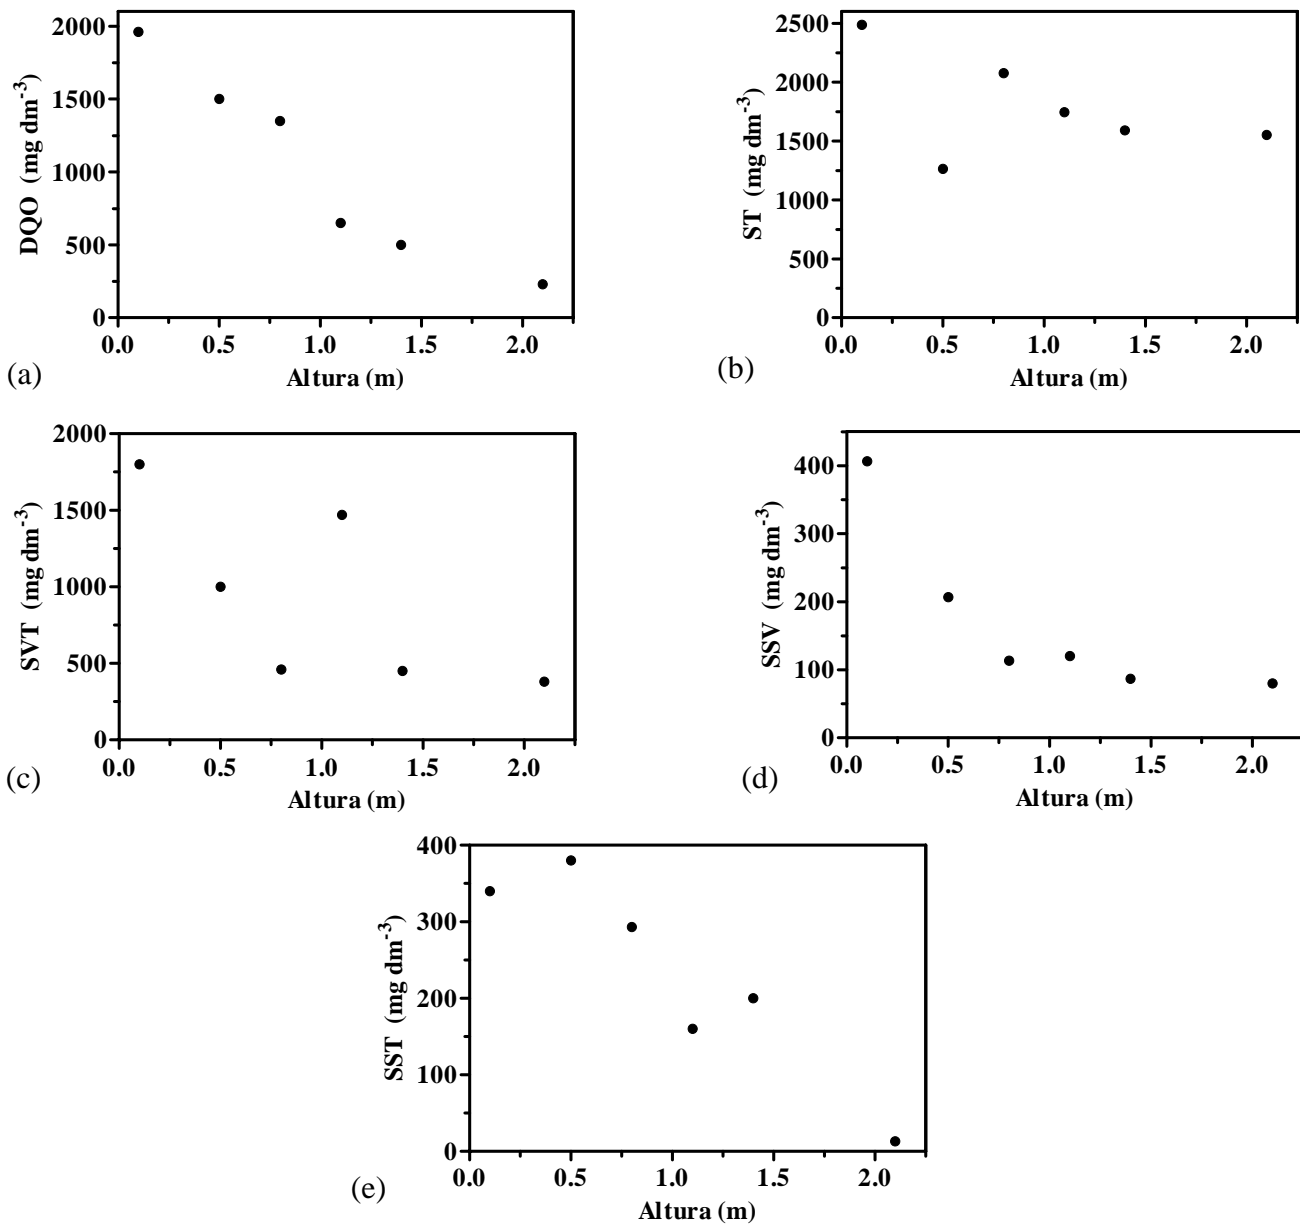 DQO (mg dm-3)
2000
1500
1000
500
0
0.0 0.5 1.0 1.5 2.0
Altura (m)
(a)
ST (mg dm-3)
2500
2000
1500
1000
500
0
0.0 0.5 1.0 1.5 2.0
Altura (m)
(b)
SVT (mg dm-3)
2000
1500
1000
500
0
0.0 0.5 1.0 1.5 2.0
Altura (m)
(c)
SSV (mg dm-3)
400
300
200
100
0
0.0 0.5 1.0 1.5 2.0
Altura (m)
(d)
SST (mg dm-3)
400
300
200
100
0
0.0 0.5 1.0 1.5 2.0
Altura (m)
(e)